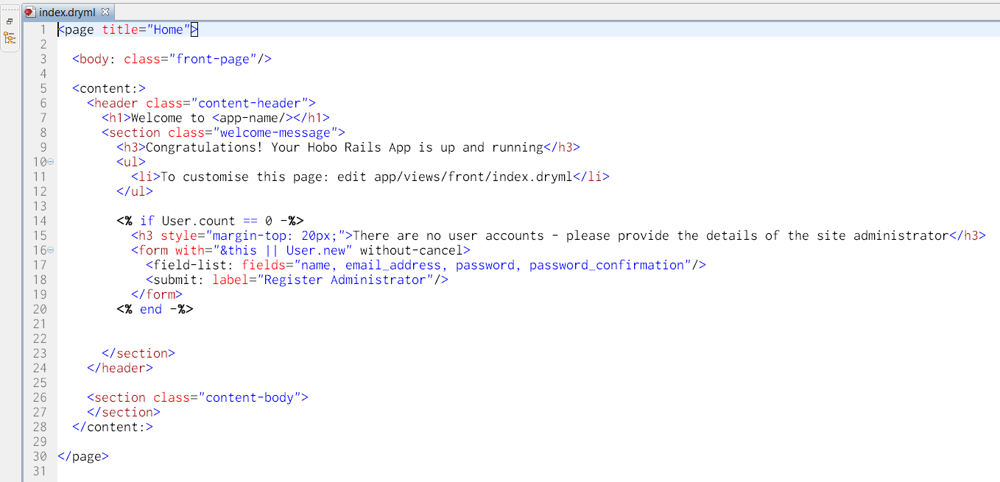 index.dryml
1 <page title="Home">
2
3   <body: class="front-page"/>
4
5   <content:>
6     <header class="content-header">
7       <h1>Welcome to <app-name/></h1>
8       <section class="welcome-message">
9         <h3>Congratulations! Your Hobo Rails App is up and running</h3>
10         <ul>
11           <li>To customise this page: edit app/views/front/index.dryml</li>
12         </ul>
13
14         <% if User.count == 0 -%>
15           <h3 style="margin-top: 20px;">There are no user accounts - please provide the details of the site administrator</h3>
16           <form with="&this || User.new" without-cancel>
17             <field-list: fields="name, email_address, password, password_confirmation"/>
18             <submit: label="Register Administrator"/>
19           </form>
20         <% end -%>
21
22
23       </section>
24     </header>
25
26     <section class="content-body">
27     </section>
28   </content:>
29
30 </page>
31